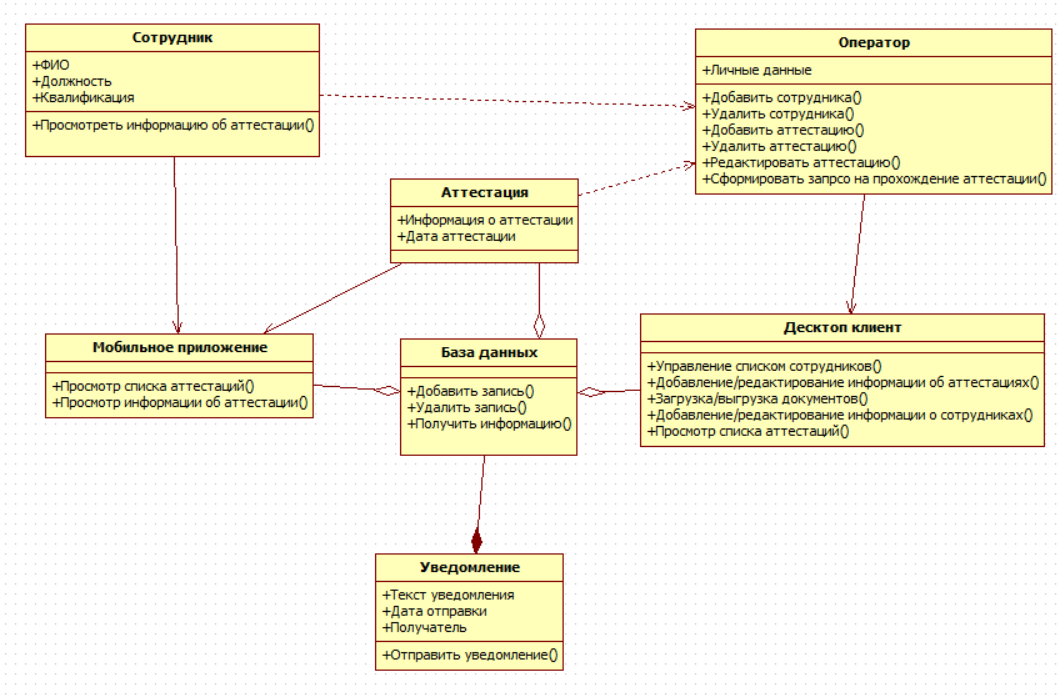 Сотрудник
+ФИО
+Должность
+Квалификация
+Просмотреть информацию об аттестации()
Оператор
+Личные данные
+Добавить сотрудника()
+Удалить сотрудника()
+Добавить аттестацию()
+Удалить аттестацию()
+Редактировать аттестацию()
+Сформировать запрсо на прохождение аттестации()
Аттестация
+Информация о аттестации
+Дата аттестации
Мобильное приложение
+Просмотр списка аттестаций()
+Просмотр информации об аттестации()
База данных
+Добавить запись()
+Удалить запись()
+Получить информацию()
Десктоп клиент
+Управление списком сотрудников()
+Добавление/редактирование информации об аттестациях()
+Загрузка/выгрузка документов()
+Добавление/редактирование информации о сотрудниках()
+Просмотр списка аттестаций()
Уведомление
+Текст уведомления
+Дата отправки
+Получатель
+Отправить уведомление()